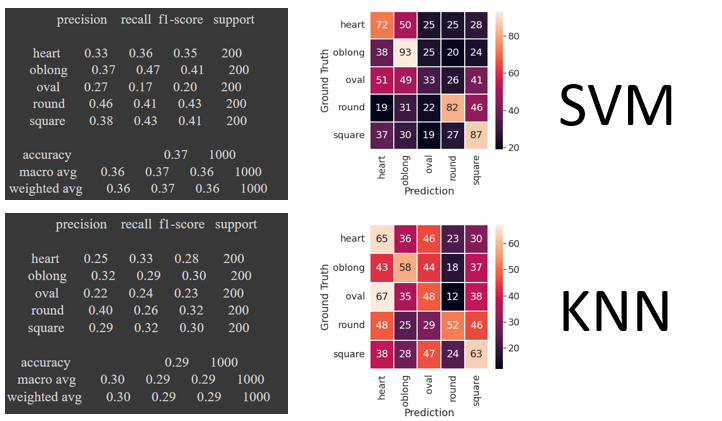 precision recall f1-score support
heart 0.33 0.36 0.35 200
oblong 0.37 0.47 0.41 200
oval 0.27 0.17 0.20 200
round 0.46 0.41 0.43 200
square 0.38 0.43 0.41 200
accuracy 0.37 1000
macro avg 0.36 0.37 0.36 1000
weighted avg 0.36 0.37 0.36 1000
Ground Truth
heart 72 50 25 25 28
oblong 38 93 25 20 24
oval 51 49 33 26 41
round 19 31 22 82 46
square 37 30 19 27 87
heart oblong oval round square
Prediction
80
60
40
20
SVM
precision recall f1-score support
heart 0.25 0.33 0.28 200
oblong 0.32 0.29 0.30 200
oval 0.22 0.24 0.23 200
round 0.40 0.26 0.32 200
square 0.29 0.32 0.30 200
accuracy 0.29 1000
macro avg 0.30 0.29 0.29 1000
weighted avg 0.30 0.29 0.29 1000
Ground Truth
heart 65 36 46 23 30
oblong 43 58 44 18 37
oval 67 35 48 12 38
round 48 25 29 52 46
square 38 28 47 24 63
heart oblong oval round square
Prediction
60
50
40
30
20
KNN